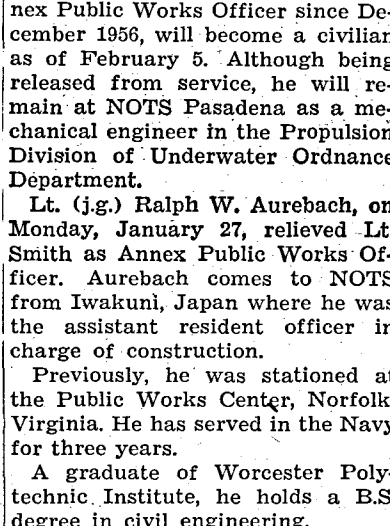 nex Public Works Officer since De-
cember 1956, will become a civilian
as of February 5. Although being
released from service, he will re-
main at NOTS Pasadena as a me-
chanical engineer in the Propulsion
Division of Underwater Ordnance
Department.
Lt. (j.g.) Ralph W. Aurebach, on
Monday, January 27, relieved Lt
Smith as Annex Public Works Of-
ficer. Aurebach comes to NOTS
from Iwakuni, Japan where he was
the assistant resident officer in
charge of construction.
Previously, he was stationed at
the Public Works Center, Norfolk
Virginia. He has served in the Navy
for three years.
A graduate of Worcester Poly-
technic Institute, he holds a B.S
degree in civil engineering.